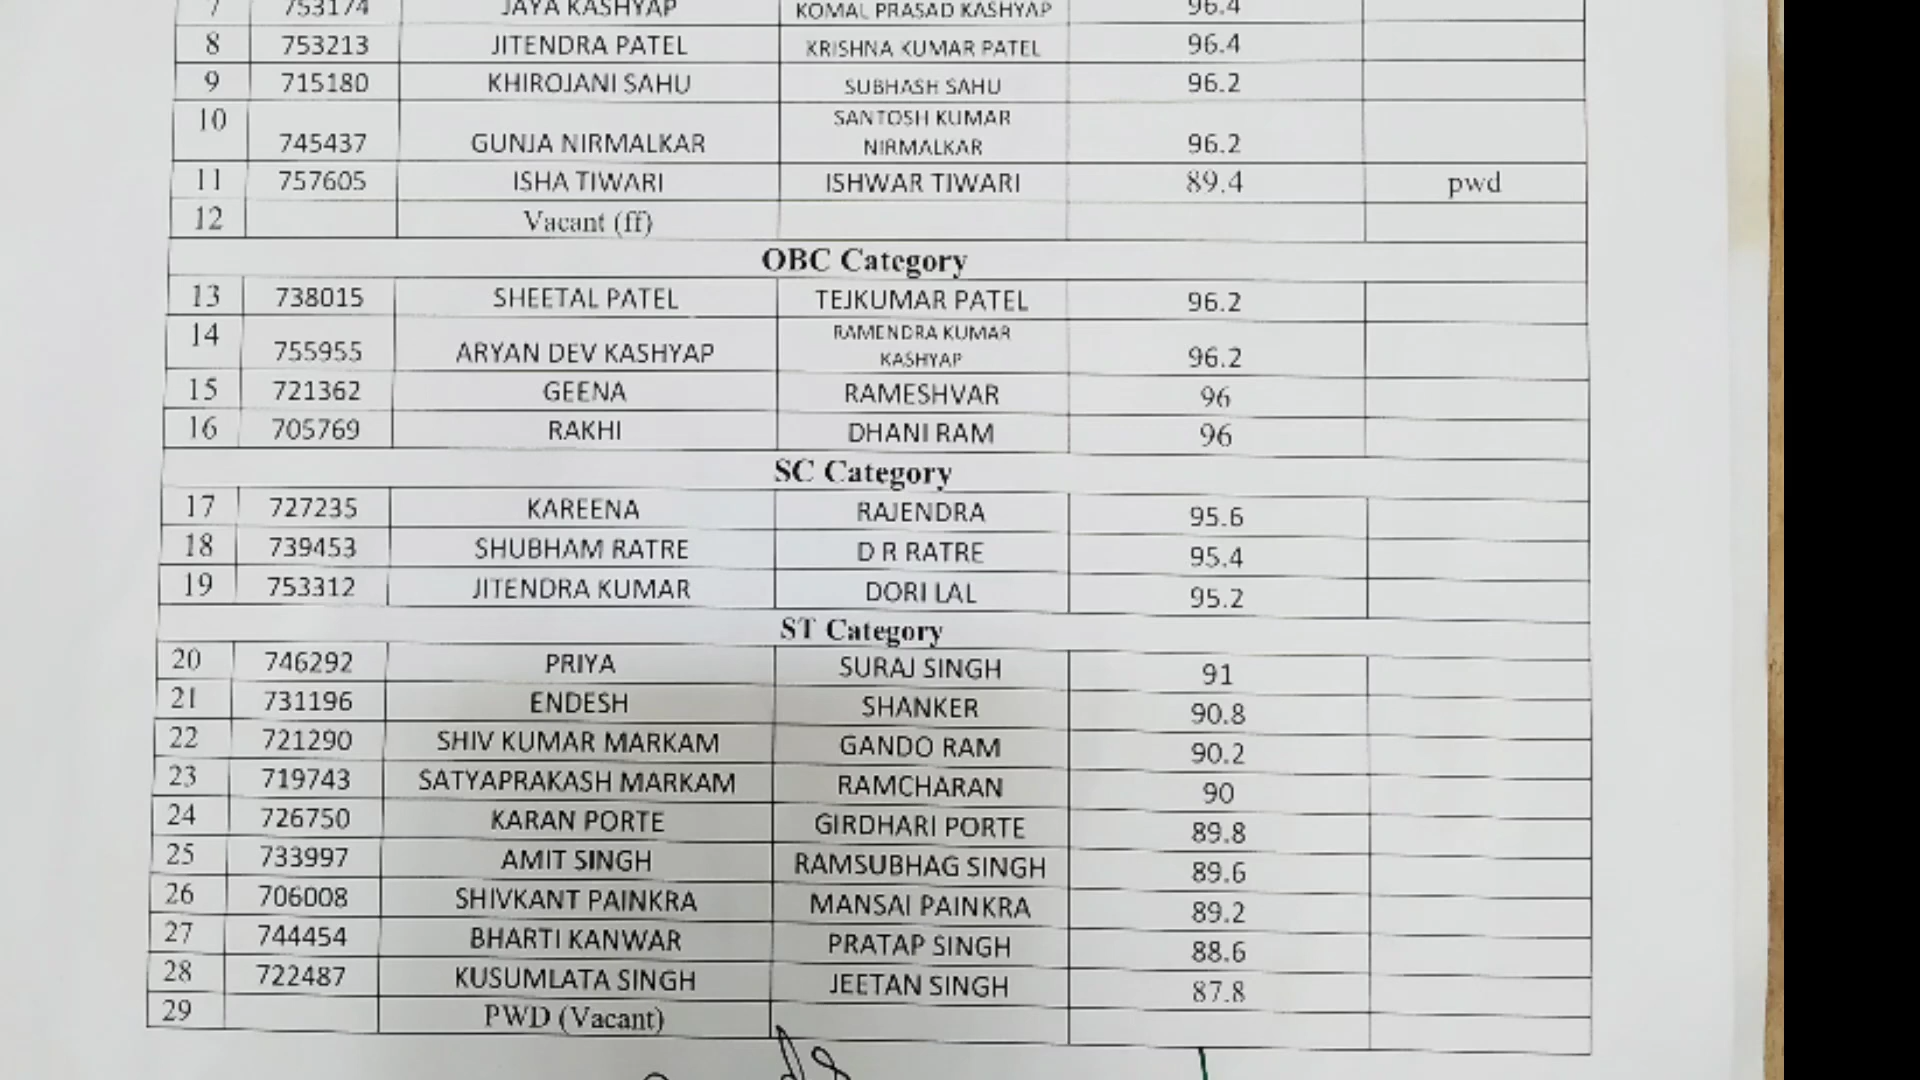 7 753174 JAYA KASHYAP KOMAL PRASAD KASHYAP 96.4
8 753213 JITENDRA PATEL KRISHNA KUMAR PATEL 96.4
9 715180 KHIROJANI SAHU SUBHASH SAHU 96.2
10 745437 GUNJA NIRMALKAR SANTOSH KUMAR
NIRMALKAR 96.2
11 757605 ISHA TIWARI ISHWAR TIWARI 89.4 pwd
12 Vacant (ff)
OBC Category
13 738015 SHEETAL PATEL TEJKUMAR PATEL 96.2
14 755955 ARYAN DEV KASHYAP RAMENDRA KUMAR
KASHYAP 96.2
15 721362 GEENA RAMESHVAR 96
16 705769 RAKHI DHANI RAM 96
SC Category
17 727235 KAREENA RAJENDRA 95.6
18 739453 SHUBHAM RATRE D R RATRE 95.4
19 753312 JITENDRA KUMAR DORI LAL 95.2
ST Category
20 746292 PRIYA SURAJ SINGH 91
21 731196 ENDESH SHANKER 90.8
22 721290 SHIV KUMAR MARKAM GANDO RAM 90.2
23 719743 SATYAPRAKASH MARKAM RAMCHARAN 90
24 726750 KARAN PORTE GIRDHARI PORTE 89.8
25 733997 AMIT SINGH RAMSUBHAG SINGH 89.6
26 706008 SHIVKANT PAINKRA MANSAI PAINKRA 89.2
27 744454 BHARTI KANWAR PRATAP SINGH 88.6
28 722487 KUSUMLATA SINGH JEETAN SINGH 87.8
29 PWD (Vacant)